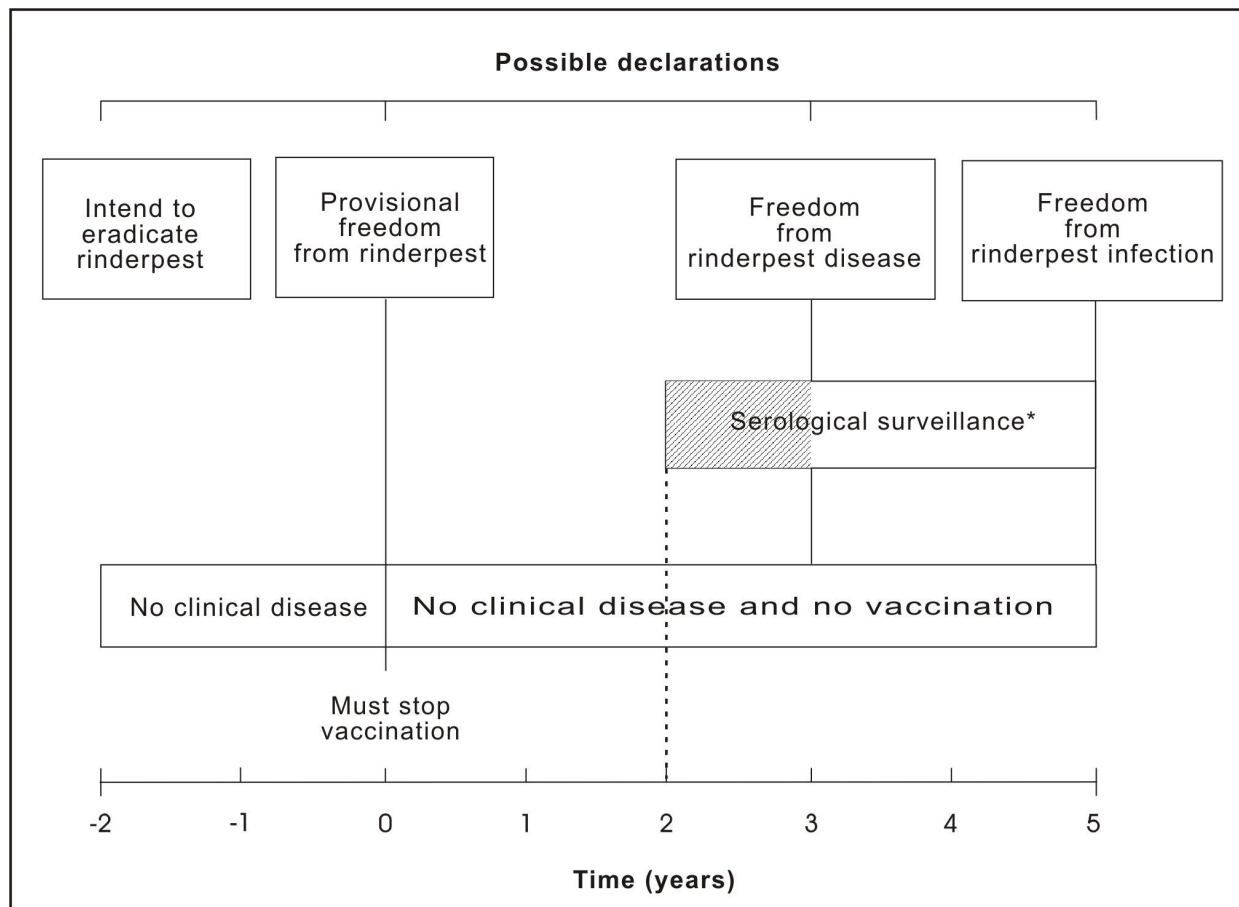 Possible declarations
Intend to
eradicate
rinderpest
Provisional
freedom
from rinderpest
Freedom
from
rinderpest disease
Freedom
from
rinderpest infection
Serological surveillance*
No clinical disease
No clinical disease and no vaccination
Must stop
vaccination
-2
-1
0
1
2
3
4
5
Time (years)